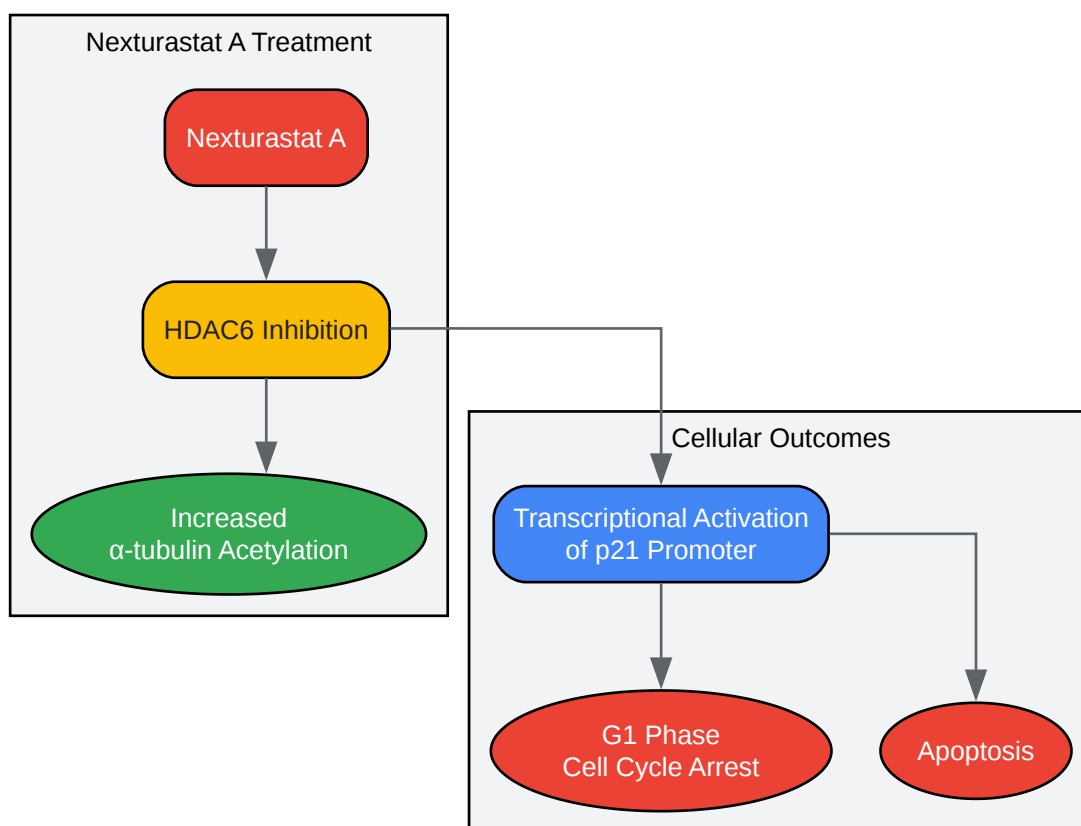 Nexturastat A Treatment
Nexturastat A
HDAC6 Inhibition
Increased
α-tubulin Acetylation
Cellular Outcomes
Transcriptional Activation
of p21 Promoter
G1 Phase
Cell Cycle Arrest
Apoptosis